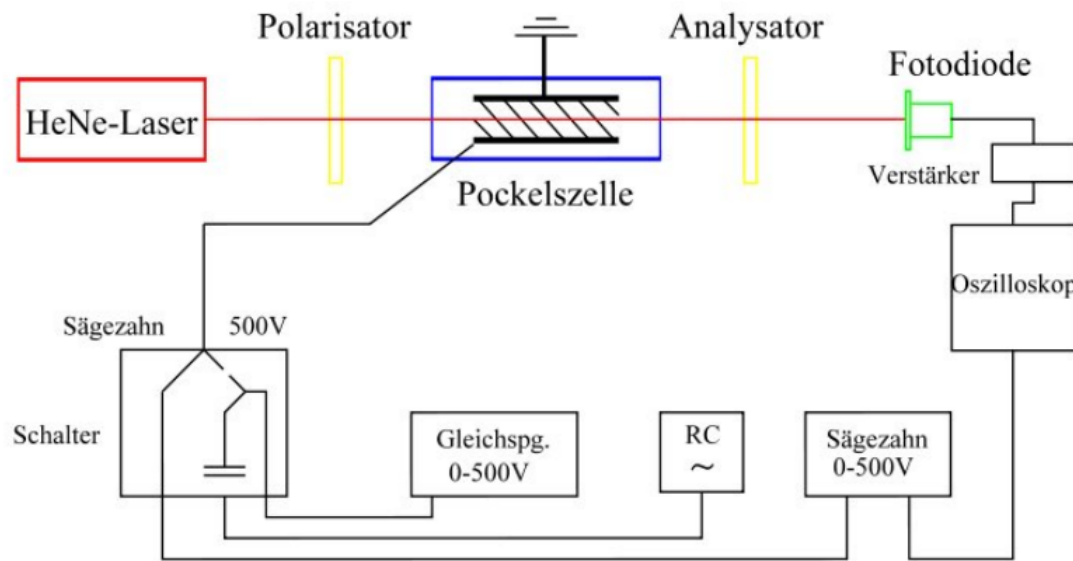 Polarisator
Analysator
Fotodiode
HeNe-Laser
Verstärker
Pockelszelle
Oszilloskop
Sägezahn
500V
Schalter
Gleichspg.
0-500V
RC
~
Sägezahn
0-500V